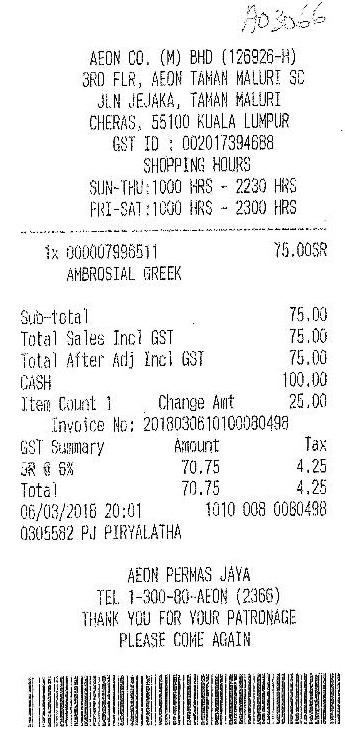 A03066
AEON CO. (M) BHD (126926-H)
3RD FLR, AEON TAMAN MALURI SC
JLN JEJAKA, TAMAN MALURI
CHERAS, 55100 KUALA LUMPUR
GST ID : 002017394688
SHOPPING HOURS
SUN-THU:1000 HRS - 2230 HRS
FRI-SAT:1000 HRS - 2300 HRS
1x 000007996511 75.00SR
AMBROSIAL GREEK
Sub-total 75.00
Total Sales Incl GST 75.00
Total After Adj Incl GST 75.00
CASH 100.00
Item Count 1 Change Amt 25.00
Invoice No: 2018030610100080498
GST Summary Amount Tax
SR @ 6% 70.75 4.25
Total 70.75 4.25
06/03/2018 20:01 1010 008 0080498
0305582 PJ PIRYALATHA
AEON PERMAS JAYA
TEL 1-300-80-AEON (2366)
THANK YOU FOR YOUR PATRONAGE
PLEASE COME AGAIN